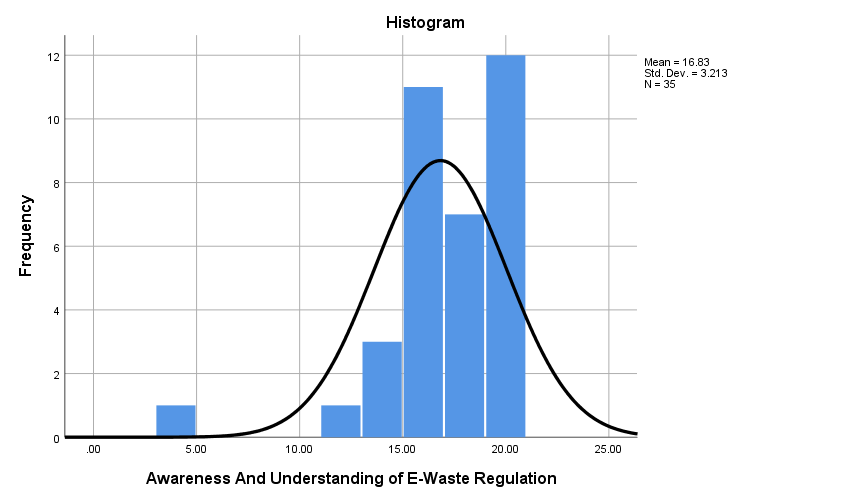 Histogram
Mean = 16.83
Std. Dev. = 3.213
N = 35
Frequency
12
10
8
6
4
2
0
.00 5.00 10.00 15.00 20.00 25.00
Awareness And Understanding of E-Waste Regulation